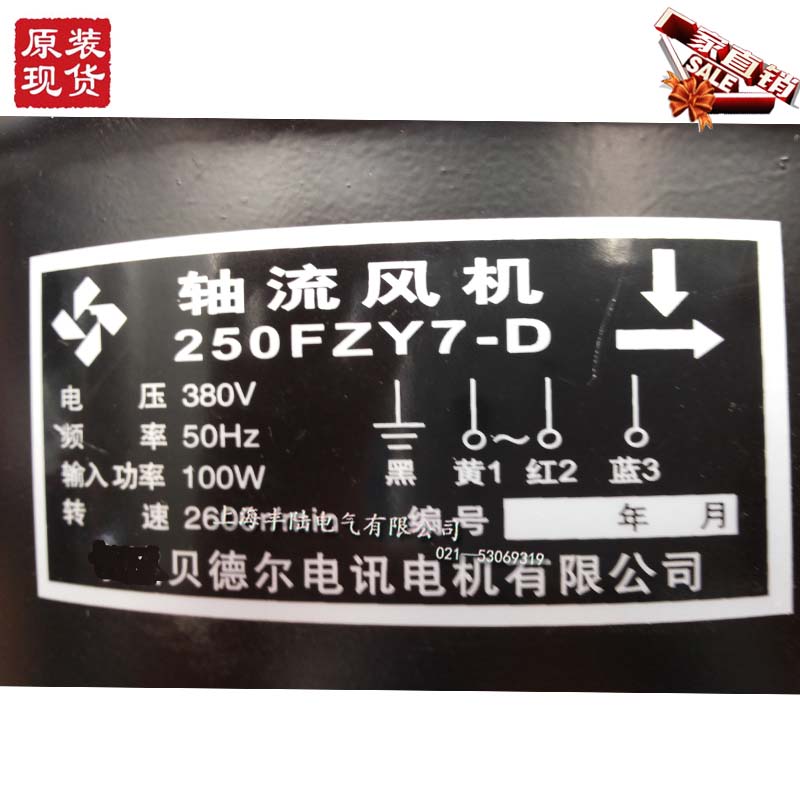 原装
现货
家直销
SALE
轴流风机
250FZY7-D
电 压 380V
频 率 50Hz
输入功率 100W
黑 黄1 ~ 红2 蓝3
转 速 编号 年 月
上海丰陆电气有限公司
021—53069319
贝德尔电讯电机有限公司